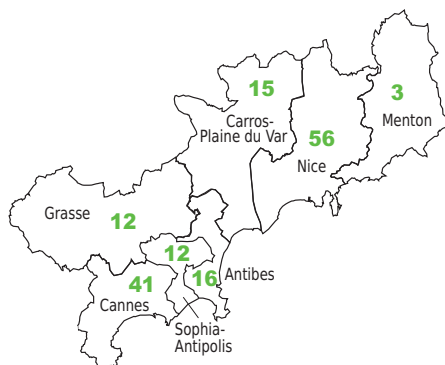 15
Carros-
Plaine du Var
3
Menton
56
Nice
Grasse
12
12
16
Antibes
41
Cannes
Sophia-
Antipolis